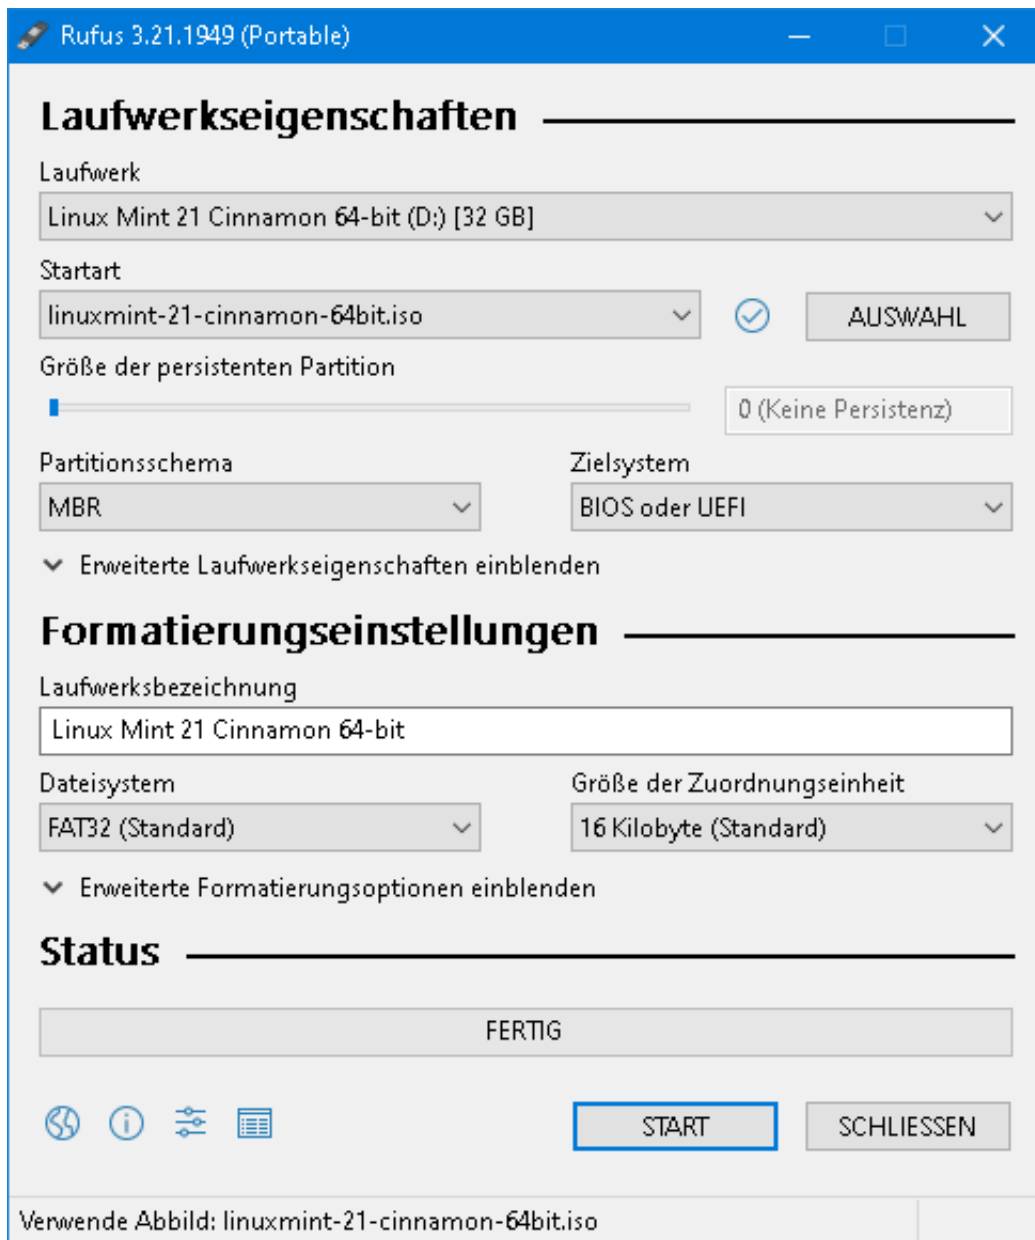 Rufus 3.21.1949 (Portable)
Laufwerkseigenschaften
Laufwerk
Linux Mint 21 Cinnamon 64-bit (D:) [32 GB]
Startart
linuxmint-21-cinnamon-64bit.iso
AUSWAHL
Größe der persistenten Partition
0 (Keine Persistenz)
Partitionsschema
Zielsystem
MBR
BIOS oder UEFI
Erweiterte Laufwerkseigenschaften einblenden
Formatierungseinstellungen
Laufwerksbezeichnung
Linux Mint 21 Cinnamon 64-bit
Dateisystem
Größe der Zuordnungseinheit
FAT32 (Standard)
16 Kilobyte (Standard)
Erweiterte Formatierungsoptionen einblenden
Status
FERTIG
START
SCHLIESSEN
Verwende Abbild: linuxmint-21-cinnamon-64bit.iso